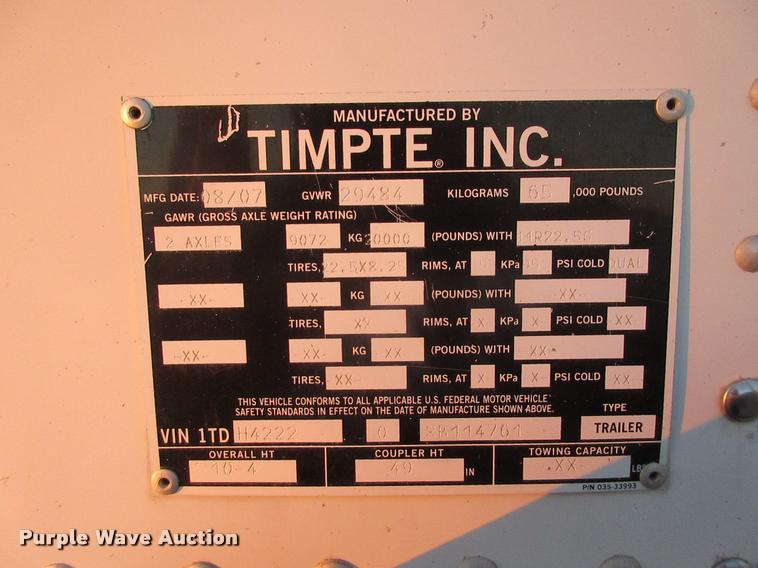 MANUFACTURED BY
TIMPTE® INC.
MFG DATE: 08/07 GVWR 29484 KILOGRAMS 65 ,000 POUNDS
GAWR (GROSS AXLE WEIGHT RATING)
2 AXLES 9072 KG 20000 (POUNDS) WITH 11R22.5G
TIRES, 22.5X8.25 RIMS, AT KPa PSI COLD DUAL
-XX- -XX- KG XX (POUNDS) WITH -XX-
TIRES, XX RIMS, AT X KPa X- PSI COLD -XX-
-XX- -XX- KG XX (POUNDS) WITH XX-
TIRES, -XX- RIMS, AT X KPa X- PSI COLD -XX-
THIS VEHICLE CONFORMS TO ALL APPLICABLE U.S. FEDERAL MOTOR VEHICLE
SAFETY STANDARDS IN EFFECT ON THE DATE OF MANUFACTURE SHOWN ABOVE.
TYPE
VIN 1TD H4222 0 TRAILER
OVERALL HT COUPLER HT TOWING CAPACITY
10-4 49 IN .XX- LBS
P/N 035-33993
Purple Wave Auction